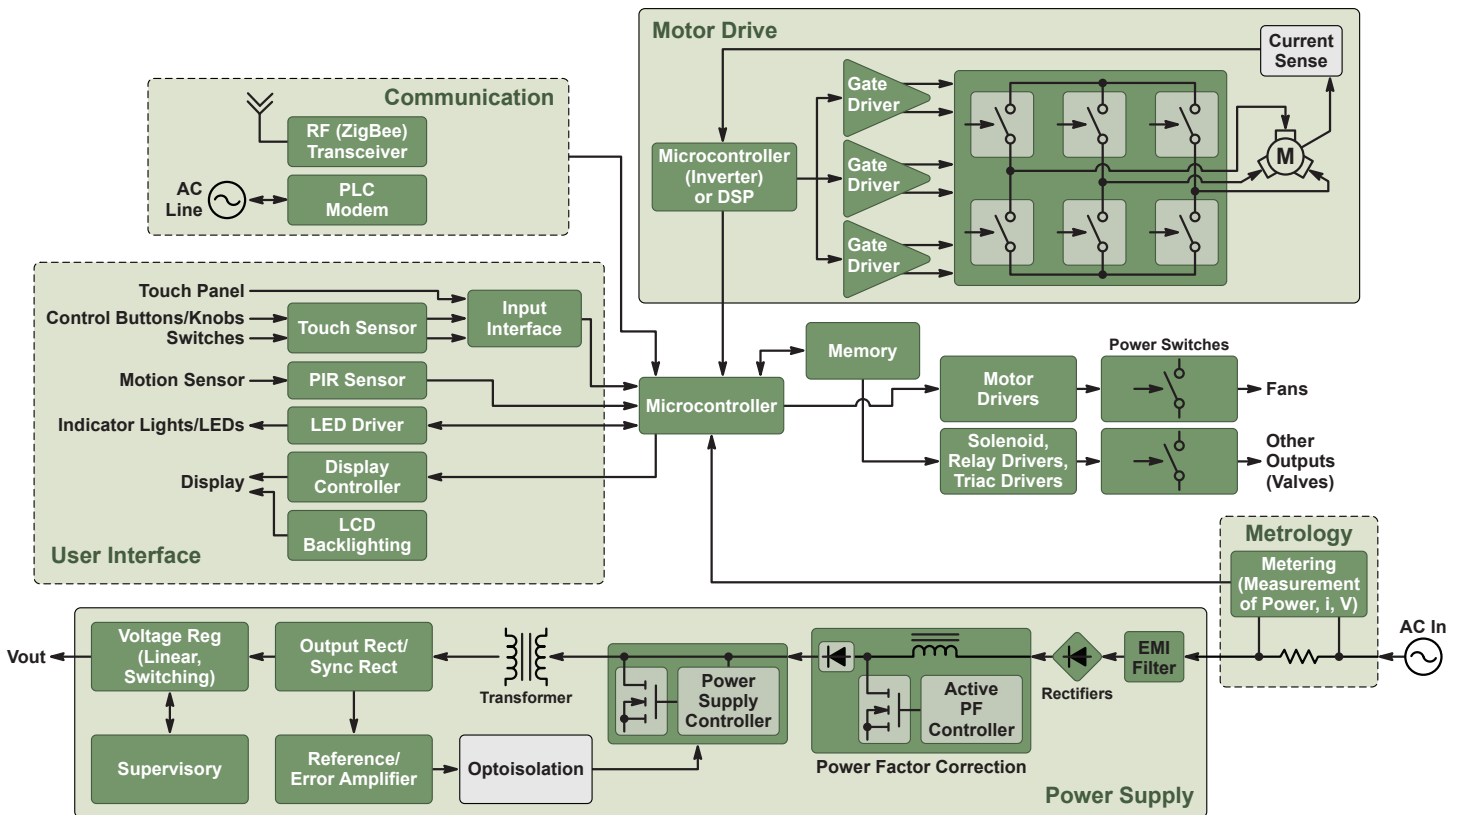 Motor Drive
Current
Sense
Gate
Driver
Microcontroller
(Inverter)
or DSP
Gate
Driver
Gate
Driver
M
Communication
RF (ZigBee)
Transceiver
AC
Line
PLC
Modem
Touch Panel
Control Buttons/Knobs
Switches
Touch Sensor
Input
Interface
Motion Sensor
PIR Sensor
Indicator Lights/LEDs
LED Driver
Display
Display
Controller
LCD
Backlighting
User Interface
Microcontroller
Memory
Motor
Drivers
Power Switches
Fans
Solenoid,
Relay Drivers,
Triac Drivers
Other
Outputs
(Valves)
Metrology
Metering
(Measurement
of Power, i, V)
AC In
Vout
Voltage Reg
(Linear,
Switching)
Output Rect/
Sync Rect
Transformer
Power
Supply
Controller
Active
PF
Controller
Rectifiers
EMI
Filter
Supervisory
Reference/
Error Amplifier
Optoisolation
Power Factor Correction
Power Supply